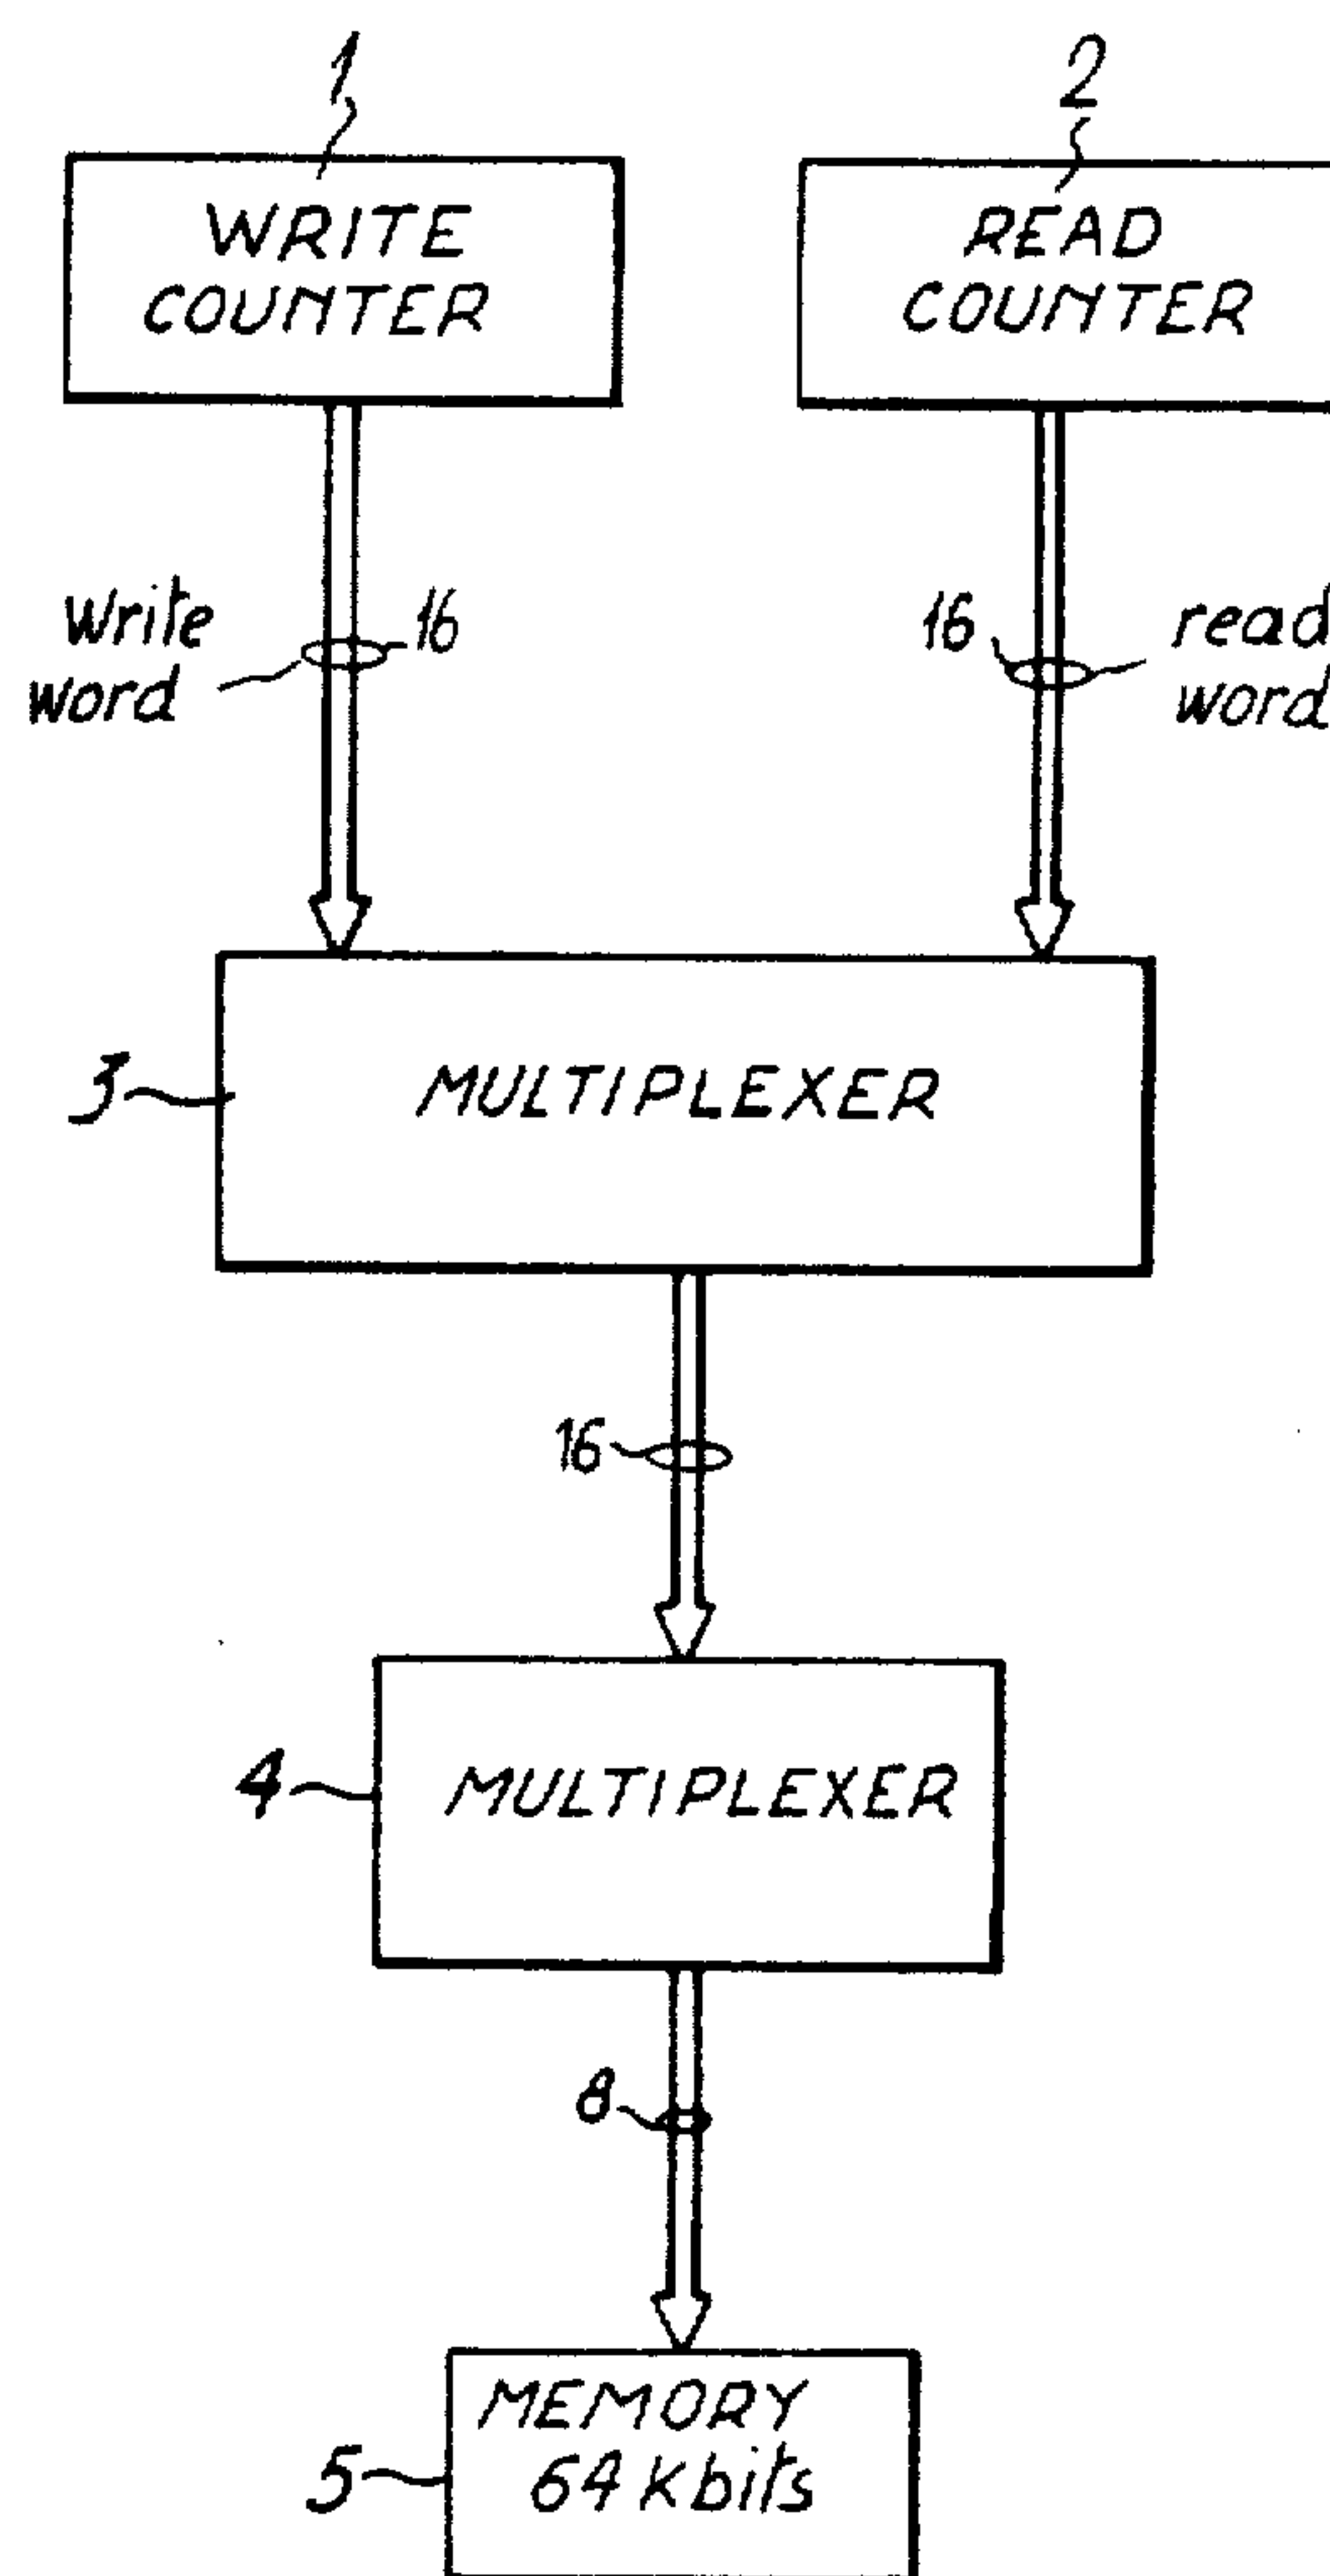 1
2
WRITE
COUNTER
READ
COUNTER
write
word
16
16
read
word
3
MULTIPLEXER
16
4
MULTIPLEXER
8
MEMORY
64 K bits
5